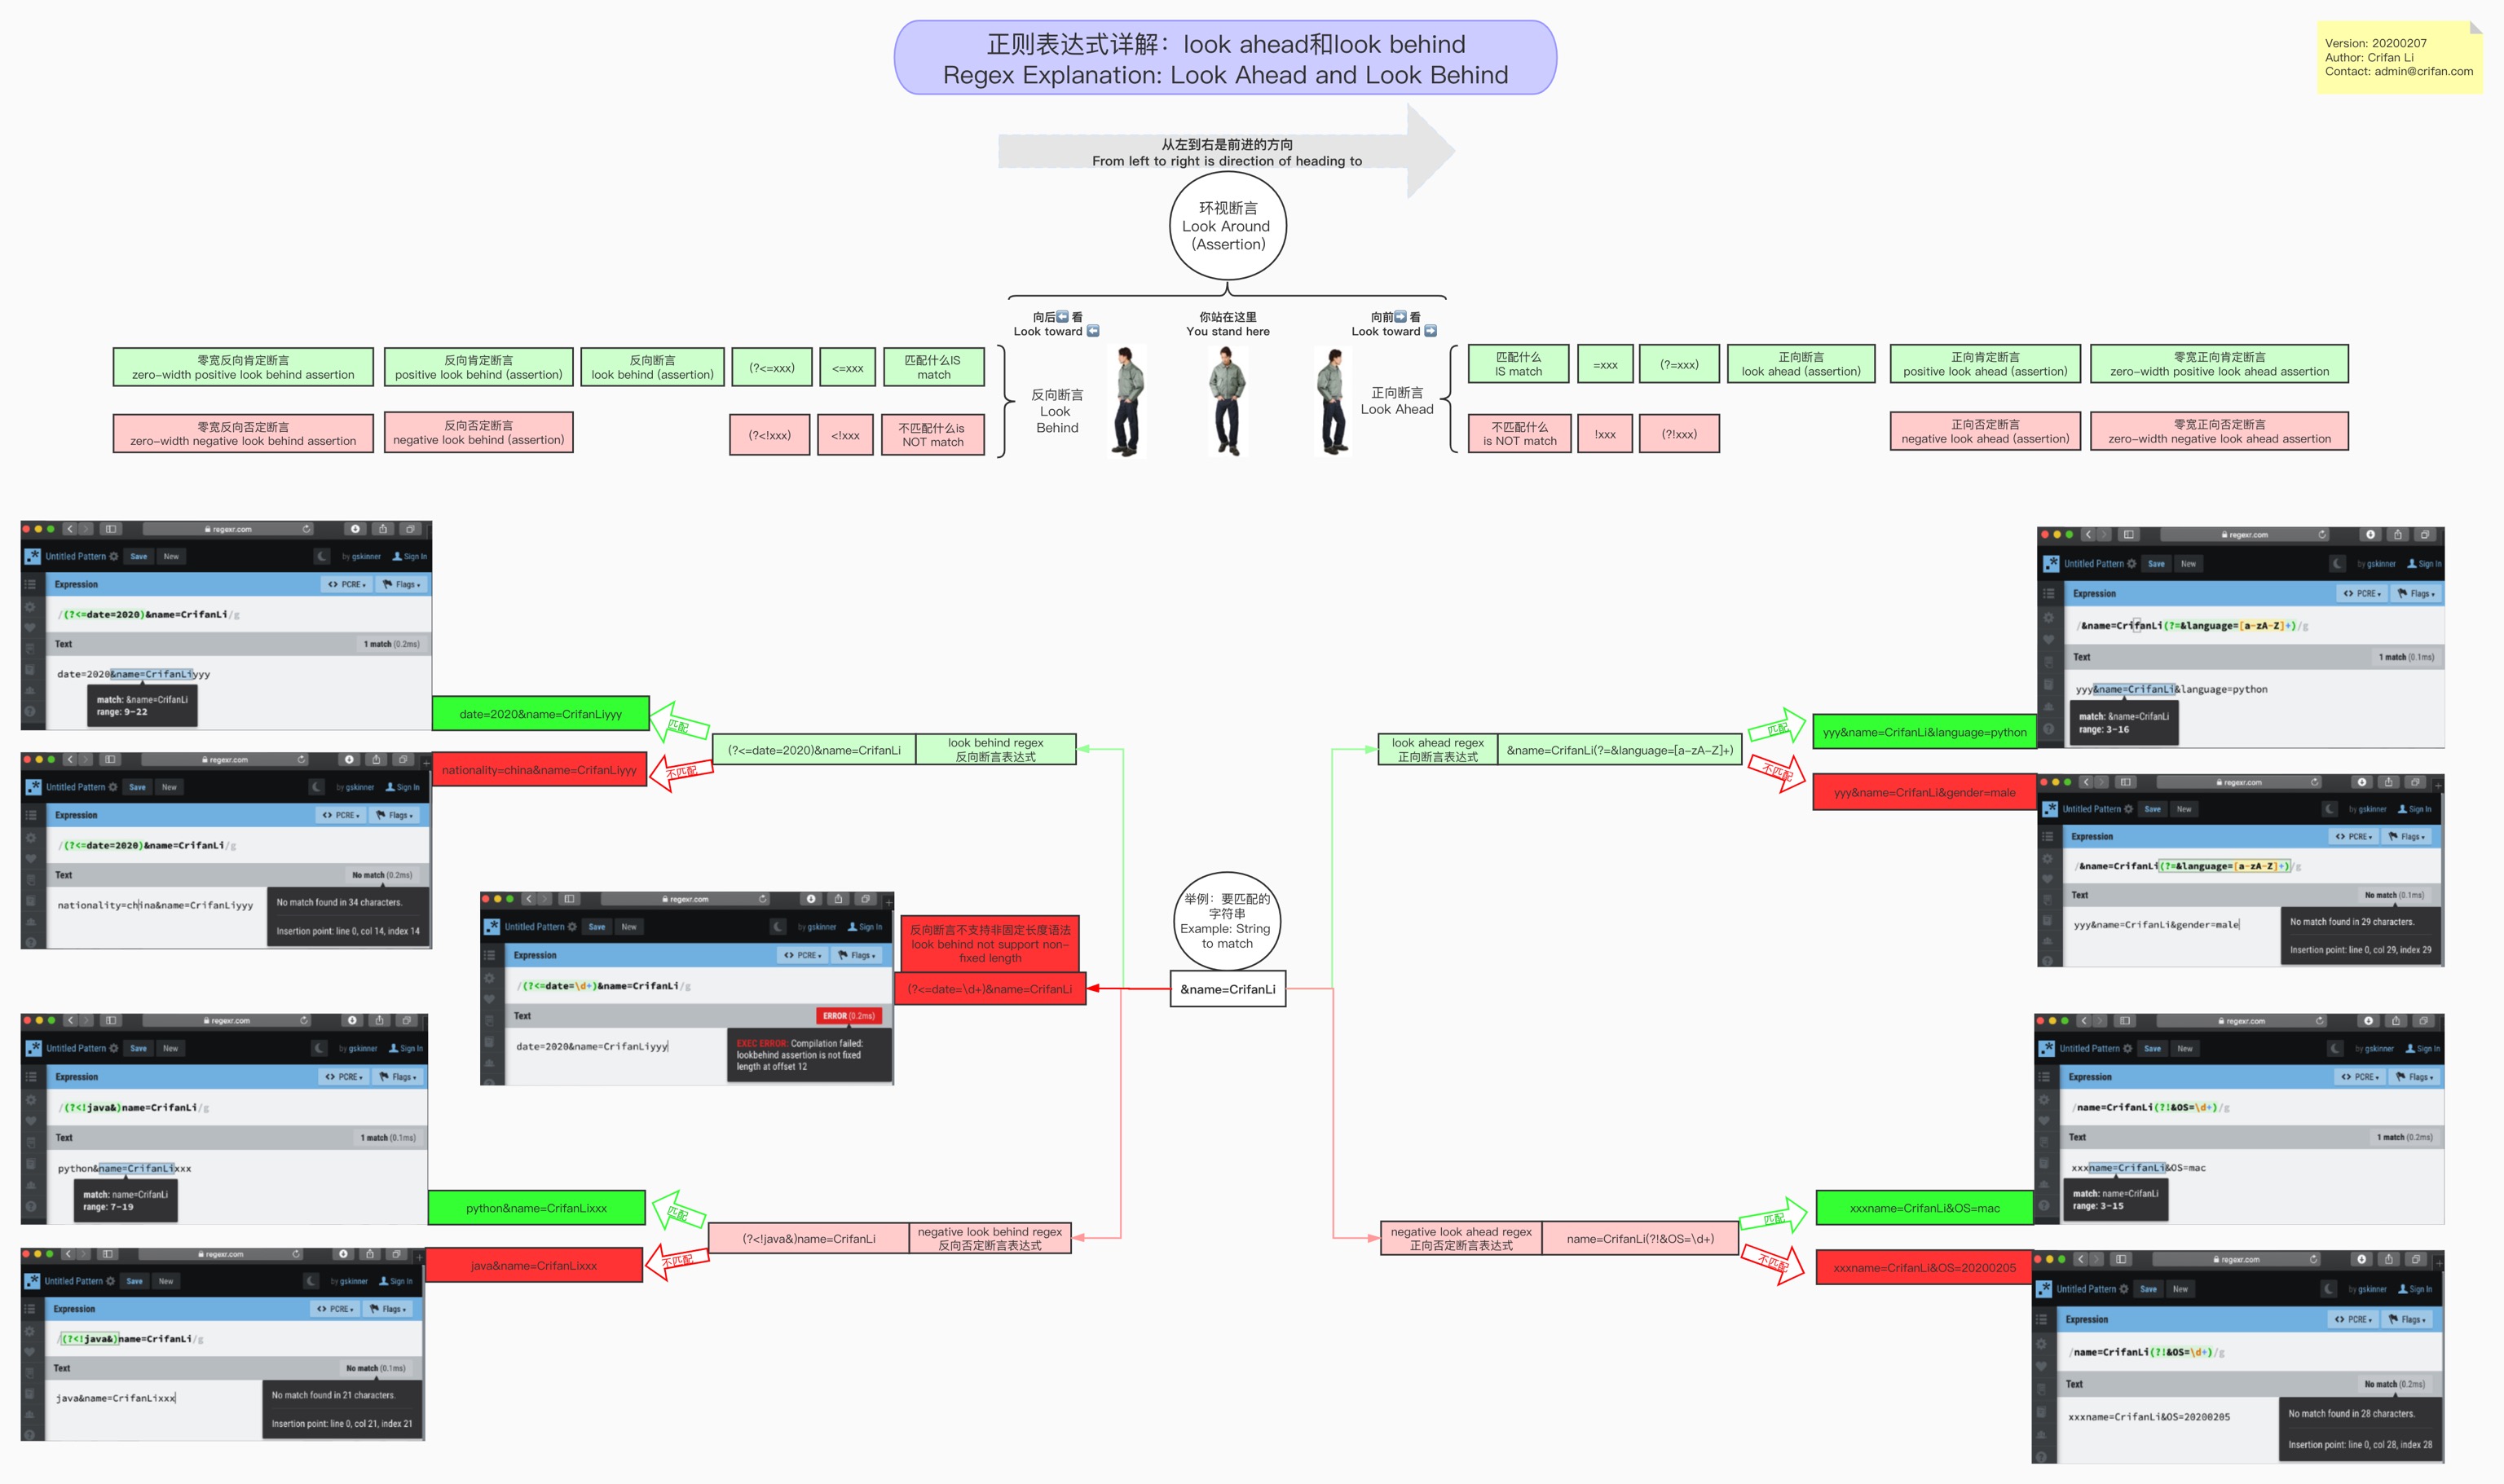 正则表达式详解：look ahead和look behind
Regex Explanation: Look Ahead and Look Behind
Version: 20200207
Author: Crifan Li
Contact: admin@crifan.com
从左到右是前进的方向
From left to right is direction of heading to
环视断言
Look Around
(Assertion)
向后⬅️ 看
Look toward ⬅️
你站在这里
You stand here
向前➡️ 看
Look toward ➡️
零宽反向肯定断言
zero-width positive look behind assertion
反向肯定断言
positive look behind (assertion)
反向断言
look behind (assertion)
(?<=xxx)
<=xxx
匹配什么IS
match
零宽反向否定断言
zero-width negative look behind assertion
反向否定断言
negative look behind (assertion)
(?<!xxx)
<!xxx
不匹配什么is
NOT match
反向断言
Look
Behind
正向断言
Look Ahead
匹配什么
IS match
=xxx
(?=xxx)
正向断言
look ahead (assertion)
正向肯定断言
positive look ahead (assertion)
零宽正向肯定断言
zero-width positive look ahead assertion
不匹配什么
is NOT match
!xxx
(?!xxx)
正向否定断言
negative look ahead (assertion)
零宽正向否定断言
zero-width negative look ahead assertion
regexr.com
Untitled Pattern Save New by gskinner Sign In
Expression <> PCRE Flags
/(?<=date=2020)&name=CrifanLi/g
Text 1 match (0.2ms)
date=2020&name=CrifanLiyyy
match: &name=CrifanLi
range: 9-22
date=2020&name=CrifanLiyyy
匹配
(?<=date=2020)&name=CrifanLi
look behind regex
反向断言表达式
nationality=china&name=CrifanLiyyy
不匹配
regexr.com
Untitled Pattern Save New by gskinner Sign In
Expression <> PCRE Flags
/(?<=date=2020)&name=CrifanLi/g
Text No match (0.2ms)
nationality=china&name=CrifanLiyyy
No match found in 34 characters.
Insertion point: line 0, col 14, index 14
look ahead regex
正向断言表达式
&name=CrifanLi(?=&language=[a-zA-Z]+)
匹配
yyy&name=CrifanLi&language=python
不匹配
yyy&name=CrifanLi&gender=male
regexr.com
Untitled Pattern Save New by gskinner Sign In
Expression <> PCRE Flags
/&name=CrifanLi(?=&language=[a-zA-Z]+)/g
Text 1 match (0.1ms)
yyy&name=CrifanLi&language=python
match: &name=CrifanLi
range: 3-16
regexr.com
Untitled Pattern Save New by gskinner Sign In
Expression <> PCRE Flags
/&name=CrifanLi(?=&language=[a-zA-Z]+)/g
Text No match (0.1ms)
yyy&name=CrifanLi&gender=male
No match found in 29 characters.
Insertion point: line 0, col 29, index 29
regexr.com
Untitled Pattern Save New by gskinner Sign In
Expression <> PCRE Flags
/(?<=date=\d+)&name=CrifanLi/g
Text ERROR (0.2ms)
date=2020&name=CrifanLiyyy
EXEC ERROR: Compilation failed:
lookbehind assertion is not fixed
length at offset 12
反向断言不支持非固定长度语法
look behind not support non-
fixed length
(?<=date=\d+)&name=CrifanLi
举例：要匹配的
字符串
Example: String
to match
&name=CrifanLi
regexr.com
Untitled Pattern Save New by gskinner Sign In
Expression <> PCRE Flags
/(?<!java&)name=CrifanLi/g
Text 1 match (0.1ms)
python&name=CrifanLixxx
match: name=CrifanLi
range: 7-19
python&name=CrifanLixxx
匹配
(?<!java&)name=CrifanLi
negative look behind regex
反向否定断言表达式
java&name=CrifanLixxx
不匹配
regexr.com
Untitled Pattern Save New by gskinner Sign In
Expression <> PCRE Flags
/(?<!java&)name=CrifanLi/g
Text No match (0.1ms)
java&name=CrifanLixxx
No match found in 21 characters.
Insertion point: line 0, col 21, index 21
negative look ahead regex
正向否定断言表达式
name=CrifanLi(?!&OS=\d+)
匹配
xxxname=CrifanLi&OS=mac
不匹配
xxxname=CrifanLi&OS=20200205
regexr.com
Untitled Pattern Save New by gskinner Sign In
Expression <> PCRE Flags
/name=CrifanLi(?!&OS=\d+)/g
Text 1 match (0.2ms)
xxxname=CrifanLi&OS=mac
match: name=CrifanLi
range: 3-15
regexr.com
Untitled Pattern Save New by gskinner Sign In
Expression <> PCRE Flags
/name=CrifanLi(?!&OS=\d+)/g
Text No match (0.2ms)
xxxname=CrifanLi&OS=20200205
No match found in 28 characters.
Insertion point: line 0, col 28, index 28